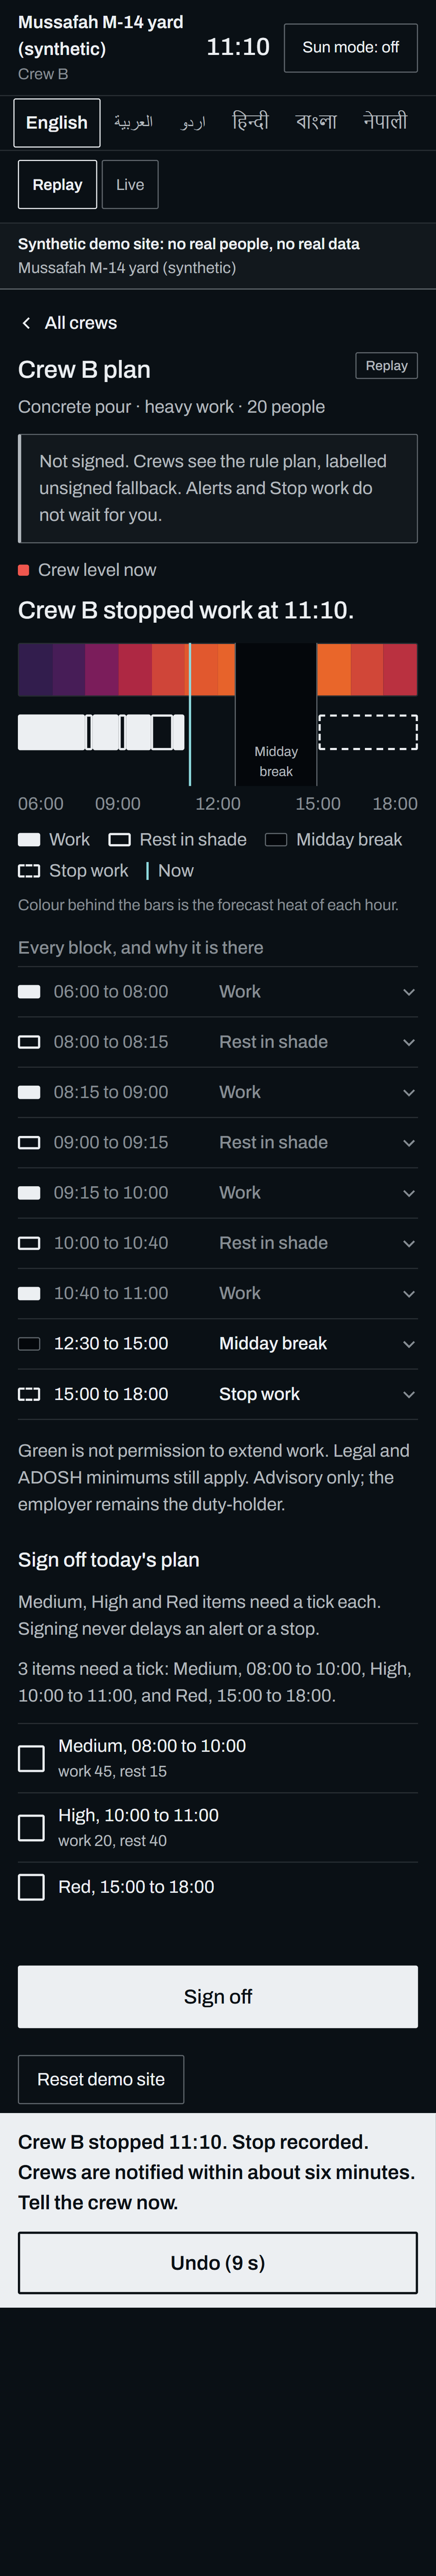 Mussafah M-14 yard
(synthetic)
Crew B
11:10
Sun mode: off
English العربية اردو हिन्दी বাংলা नेपाली
Replay Live
Synthetic demo site: no real people, no real data
Mussafah M-14 yard (synthetic)
All crews
Crew B plan
Replay
Concrete pour · heavy work · 20 people
Not signed. Crews see the rule plan, labelled
unsigned fallback. Alerts and Stop work do
not wait for you.
Crew level now
Crew B stopped work at 11:10.
Midday
break
06:00 09:00 12:00 15:00 18:00
Work Rest in shade Midday break
Stop work Now
Colour behind the bars is the forecast heat of each hour.
Every block, and why it is there
06:00 to 08:00 Work
08:00 to 08:15 Rest in shade
08:15 to 09:00 Work
09:00 to 09:15 Rest in shade
09:15 to 10:00 Work
10:00 to 10:40 Rest in shade
10:40 to 11:00 Work
12:30 to 15:00 Midday break
15:00 to 18:00 Stop work
Green is not permission to extend work. Legal and
ADOSH minimums still apply. Advisory only; the
employer remains the duty-holder.
Sign off today's plan
Medium, High and Red items need a tick each.
Signing never delays an alert or a stop.
3 items need a tick: Medium, 08:00 to 10:00, High,
10:00 to 11:00, and Red, 15:00 to 18:00.
Medium, 08:00 to 10:00
work 45, rest 15
High, 10:00 to 11:00
work 20, rest 40
Red, 15:00 to 18:00
Sign off
Reset demo site
Crew B stopped 11:10. Stop recorded.
Crews are notified within about six minutes.
Tell the crew now.
Undo (9 s)